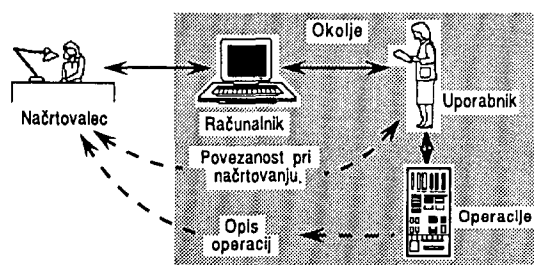 Okolje
Načrtovalec
Računalnik
Uporabnik
Povezanost pri
načrtovanju
Operacije
Opis
operacij